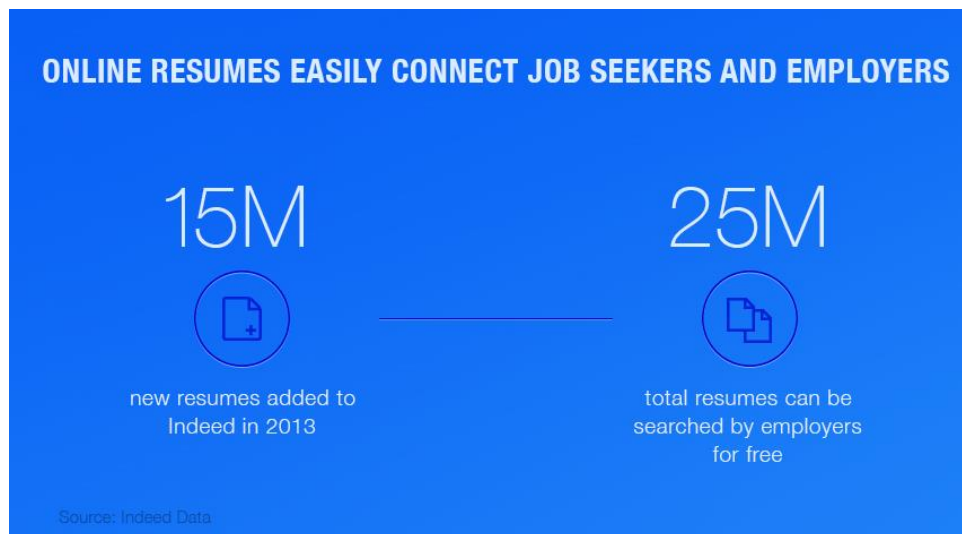 ONLINE RESUMES EASILY CONNECT JOB SEEKERS AND EMPLOYERS
15M
new resumes added to
Indeed in 2013
25M
total resumes can be
searched by employers
for free
Source: Indeed Data